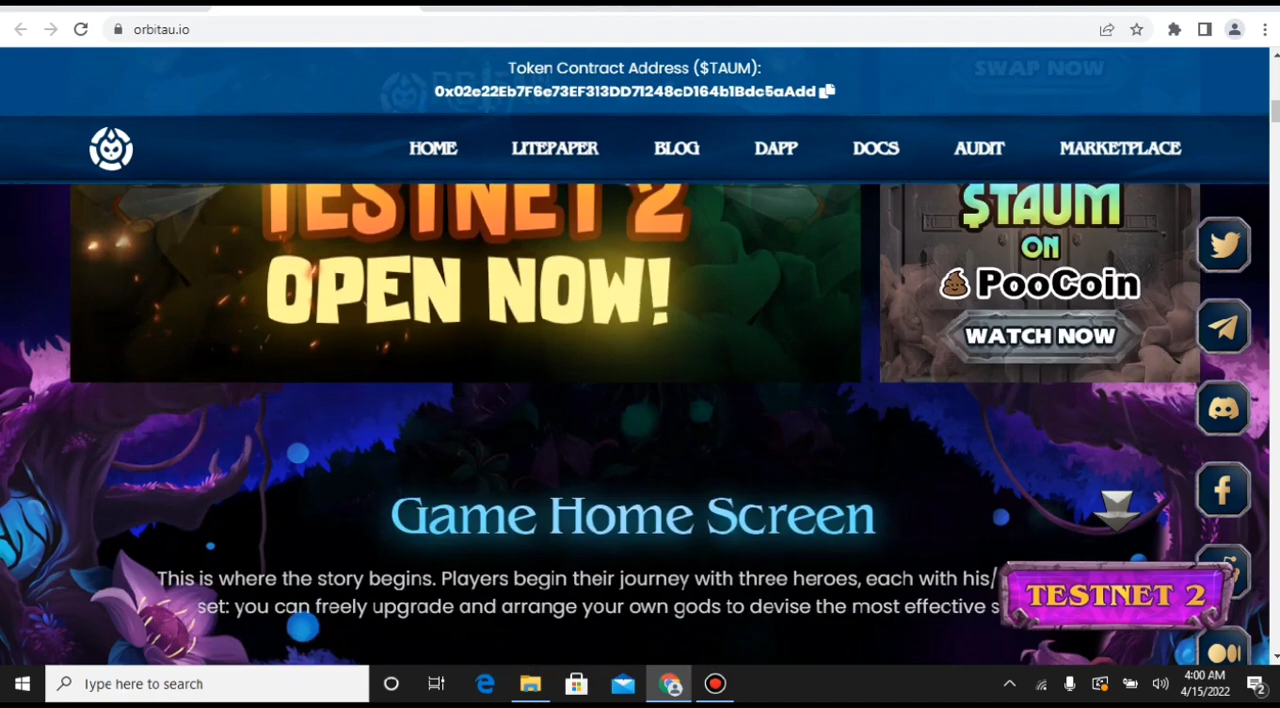 orbitau.io
Token Contract Address ($TAUM):
SWAP NOW
0x02e22Eb7F6e73EF313DD71248cD164b1Bdc5aAdd
HOME LITEPAPER BLOG DAPP DOCS AUDIT MARKETPLACE
TESTNET 2
OPEN NOW!
$TAUM
ON
PooCoin
WATCH NOW
Game Home Screen
This is where the story begins. Players begin their journey with three heroes, each with his/
set: you can freely upgrade and arrange your own gods to devise the most effective s
TESTNET 2
Type here to search
4:00 AM
4/15/2022
2